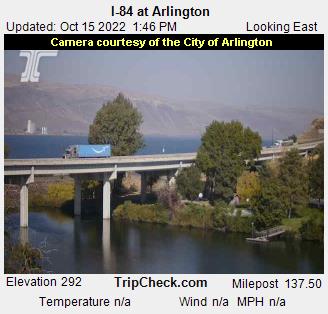 I-84 at Arlington
Updated: Oct 15 2022 1:46 PM Looking East
Camera courtesy of the City of Arlington
Elevation 292 TripCheck.com Milepost 137.50
Temperature n/a Wind n/a MPH n/a